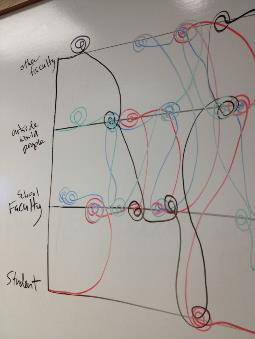 other
faculty
outside
world
people
school
Faculty
Student